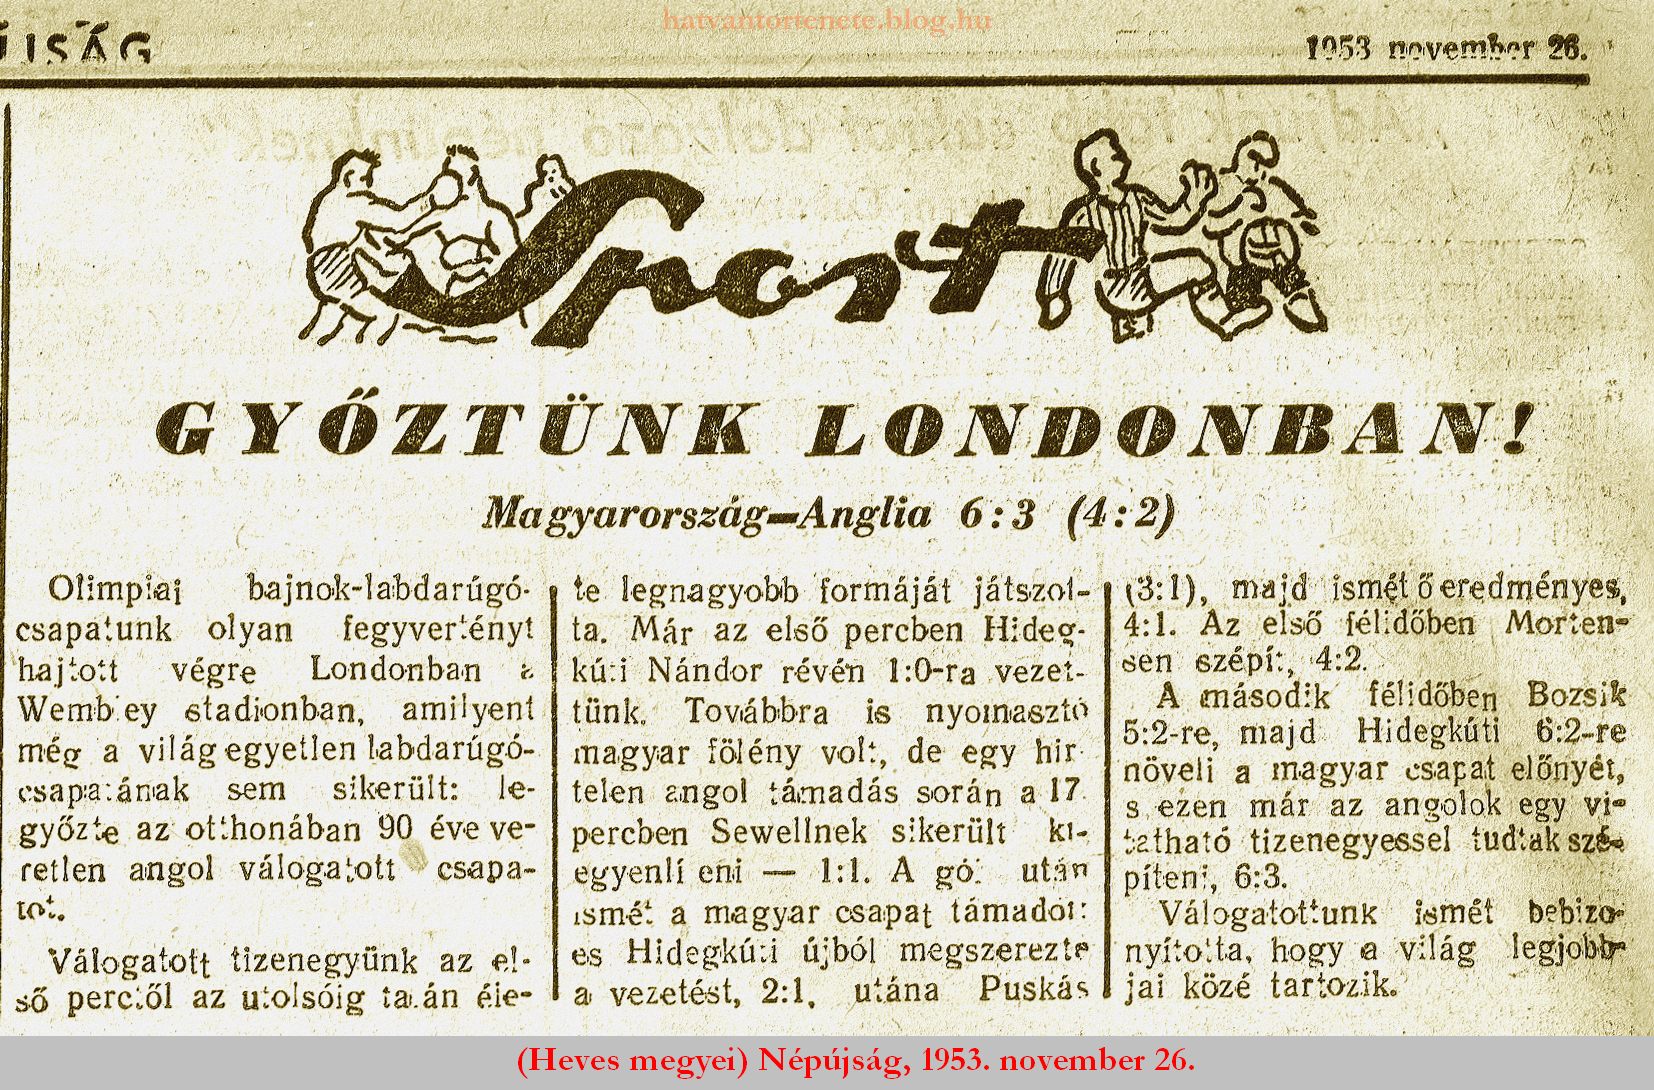 hatvantortenete.blog.hu
ÚJSÁG
1953 november 26.
Sport
GYŐZTÜNK LONDONBAN!
Magyarország—Anglia 6:3 (4:2)
Olimpiai bajnok-labdarúgó-
csapatunk olyan fegyvertényt
hajtott végre Londonban a
Wembley stadionban, amilyent
még a világ egyetlen labdarúgó-
csapatának sem sikerült: le-
győzte az otthonában 90 éve ve-
retlen angol válogatott csapa-
tot.
Válogatott tizenegyünk az el-
ső perctől az utolsóig talán éle-
te legnagyobb formáját játszot-
ta. Már az első percben Hideg-
kúti Nándor révén 1:0-ra vezet-
tünk. Továbbra is nyomasztó
magyar fölény volt, de egy hir-
telen angol támadás során a 17.
percben Sewellnek sikerült ki-
egyenlíteni — 1:1. A gól után
ismét a magyar csapat támadott
es Hidegkúti újból megszerezte
a vezetést, 2:1, utána Puskás
(3:1), majd ismét ő eredményes,
4:1. Az első félidőben Morten-
sen szépít, 4:2.
A második félidőben Bozsik
5:2-re, majd Hidegkúti 6:2-re
növeli a magyar csapat előnyét,
s ezen már az angolok egy vi-
tatható tizenegyessel tudtak szé-
píteni, 6:3.
Válogatottunk ismét bebizo-
nyította, hogy a világ legjobb-
jai közé tartozik.
(Heves megyei) Népújság, 1953. november 26.